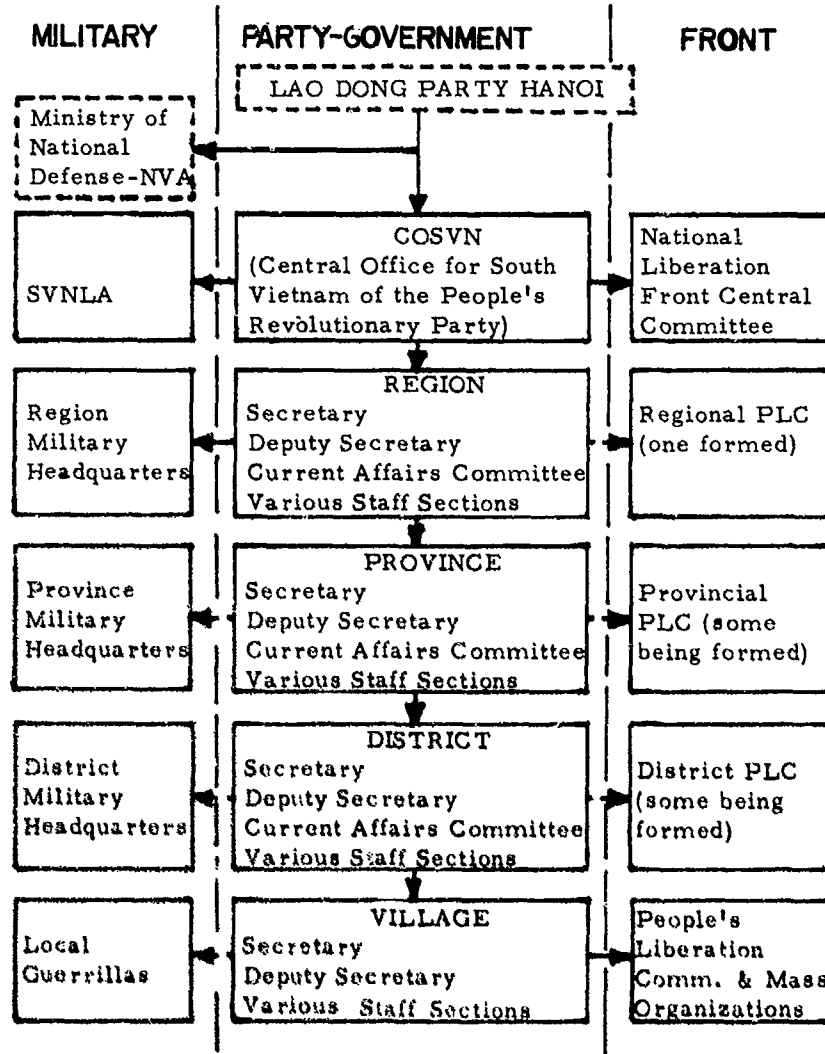 MILITARY
PARTY-GOVERNMENT
FRONT
LAO DONG PARTY HANOI
Ministry of
National
Defense-NVA
COSVN
(Central Office for South
Vietnam of the People's
Revolutionary Party)
SVNLA
National
Liberation
Front Central
Committee
REGION
Secretary
Deputy Secretary
Current Affairs Committee
Various Staff Sections
Region
Military
Headquarters
Regional PLC
(one formed)
PROVINCE
Secretary
Deputy Secretary
Current Affairs Committee
Various Staff Sections
Province
Military
Headquarters
Provincial
PLC (some
being formed)
DISTRICT
Secretary
Deputy Secretary
Current Affairs Committee
Various Staff Sections
District
Military
Headquarters
District PLC
(some being
formed)
VILLAGE
Secretary
Deputy Secretary
Various Staff Sections
Local
Guerrillas
People's
Liberation
Comm. & Mass
Organizations